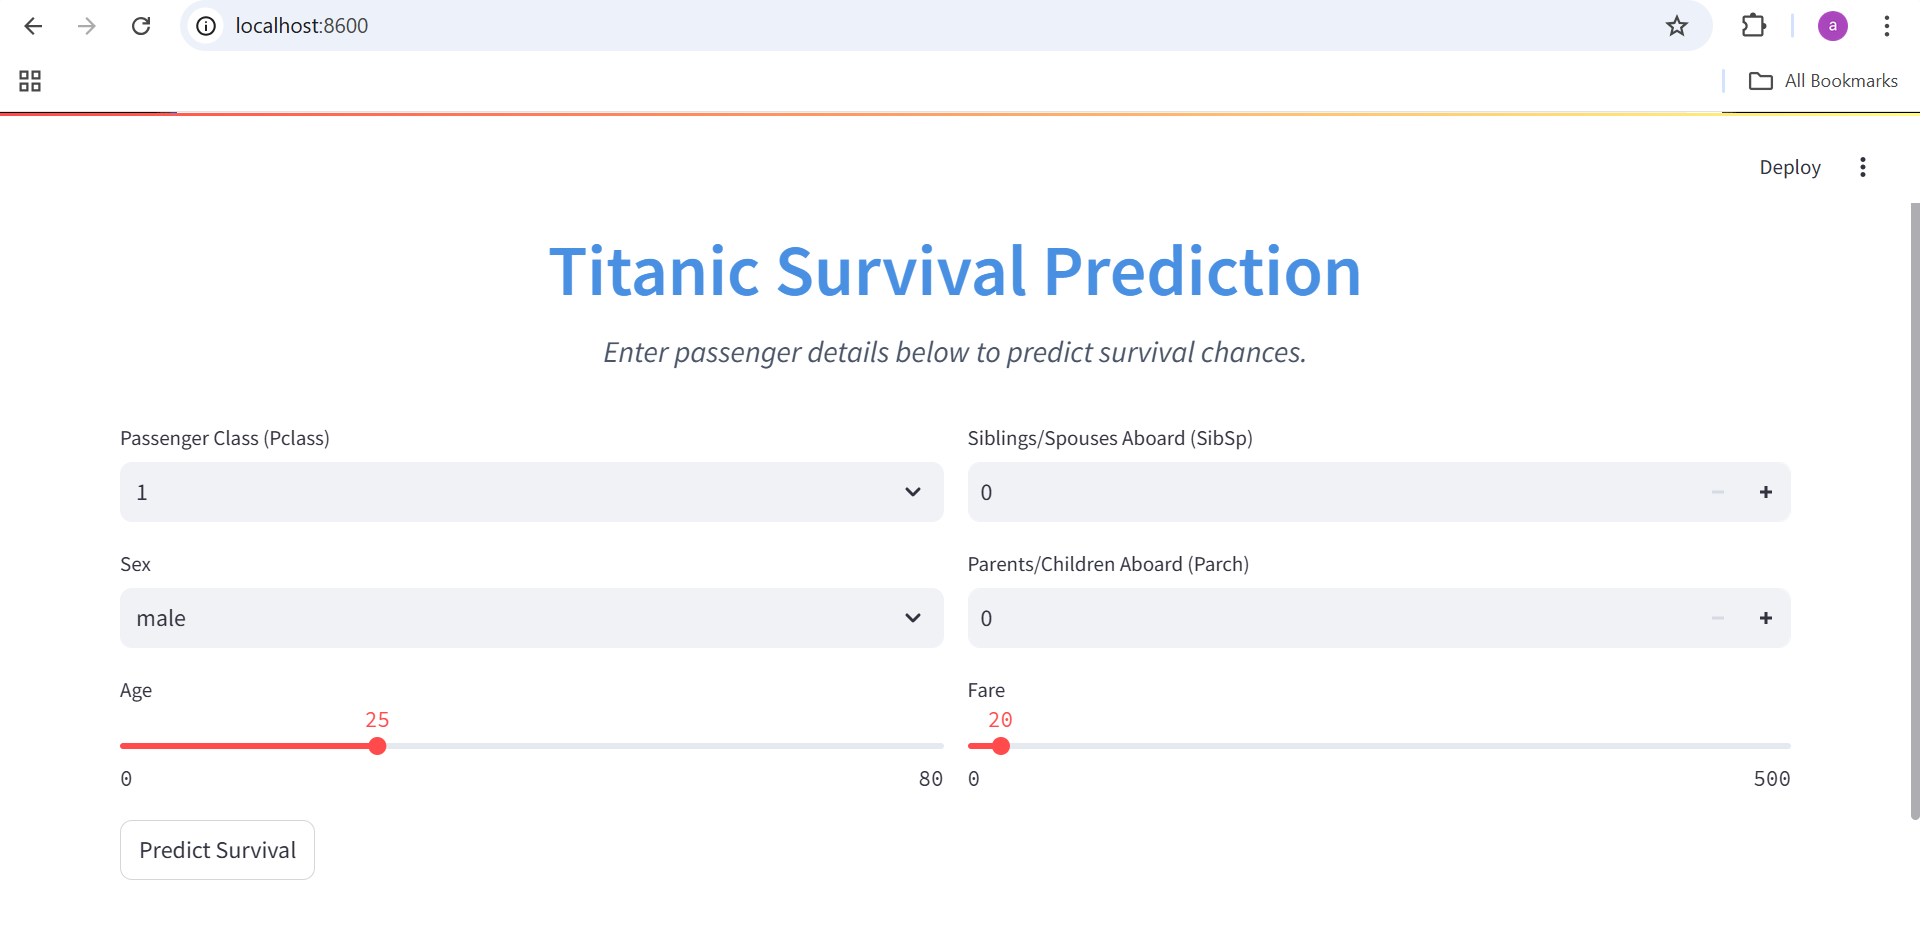 localhost:8600
a
All Bookmarks
Deploy
Titanic Survival Prediction
Enter passenger details below to predict survival chances.
Passenger Class (Pclass)
1
Sex
male
Age
25
0 80
Siblings/Spouses Aboard (SibSp)
0
Parents/Children Aboard (Parch)
0
Fare
20
0 500
Predict Survival